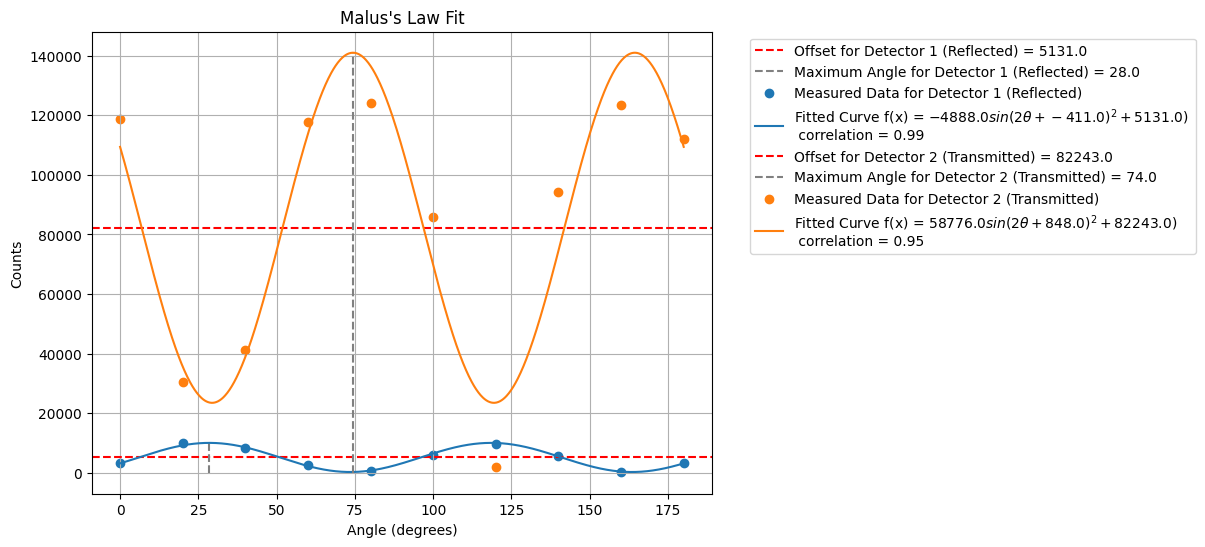 Malus's Law Fit
140000
120000
100000
80000
60000
40000
20000
0
Counts
0
25
50
75
100
125
150
175
Angle (degrees)
Offset for Detector 1 (Reflected) = 5131.0
Maximum Angle for Detector 1 (Reflected) = 28.0
Measured Data for Detector 1 (Reflected)
Fitted Curve f(x) = −4888.0sin(2θ + − 411.0)² + 5131.0)
correlation = 0.99
Offset for Detector 2 (Transmitted) = 82243.0
Maximum Angle for Detector 2 (Transmitted) = 74.0
Measured Data for Detector 2 (Transmitted)
Fitted Curve f(x) = 58776.0sin(2θ + 848.0)² + 82243.0)
correlation = 0.95